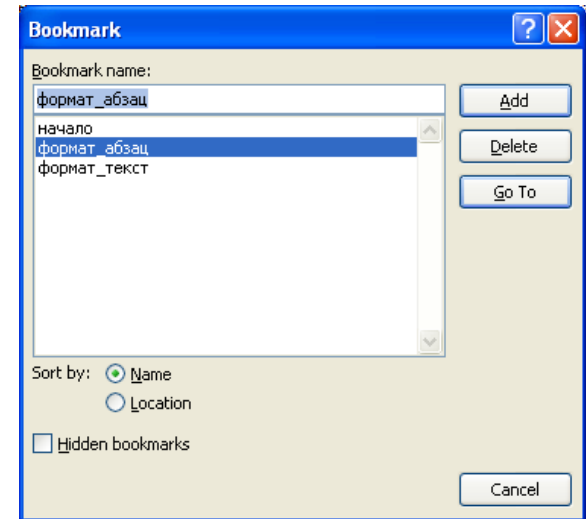 Bookmark
Bookmark name:
формат_абзац
Add
начало
формат_абзац
формат_текст
Delete
Go To
Sort by:
Name
Location
Hidden bookmarks
Cancel